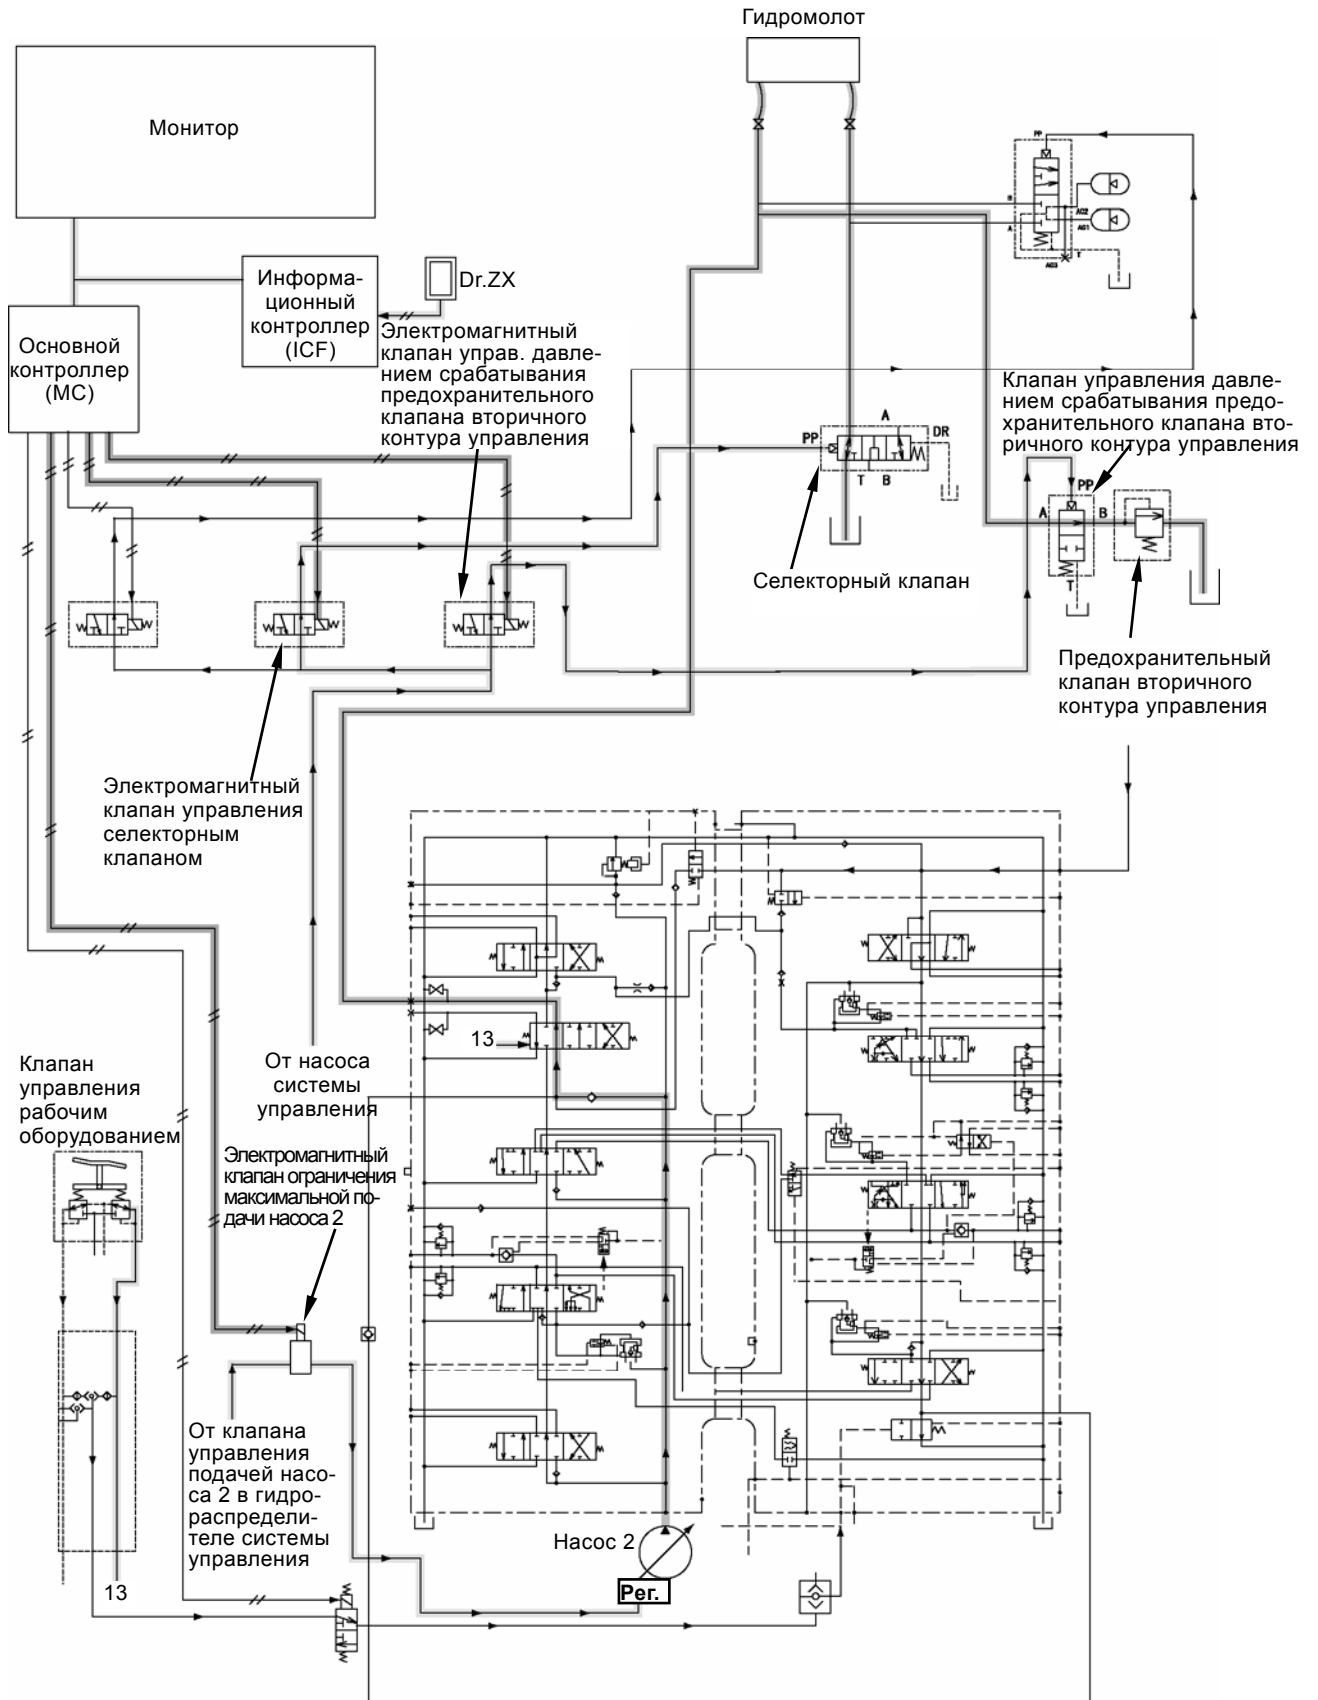 Гидромолот
Монитор
PP
B
AC2
AC1
A
T
AC3
Информа-
ционный
контроллер
(ICF)
Dr.ZX
Основной
контроллер
(MC)
Электромагнитный
клапан управ. давле-
нием срабатывания
предохранительного
клапана вторичного
контура управления
Клапан управления давле-
нием срабатывания предо-
хранительного клапана вто-
ричного контура управления
A
PP
DR
T
B
PP
A
B
T
Селекторный клапан
Предохранительный
клапан вторичного
контура управления
Электромагнитный
клапан управления
селекторным
клапаном
13
От насоса
системы
управления
Клапан
управления
рабочим
оборудованием
Электромагнитный
клапан ограничения
максимальной по-
дачи насоса 2
От клапана
управления
подачей насо-
са 2 в гидро-
распредели-
теле системы
управления
Насос 2
Рег.
13